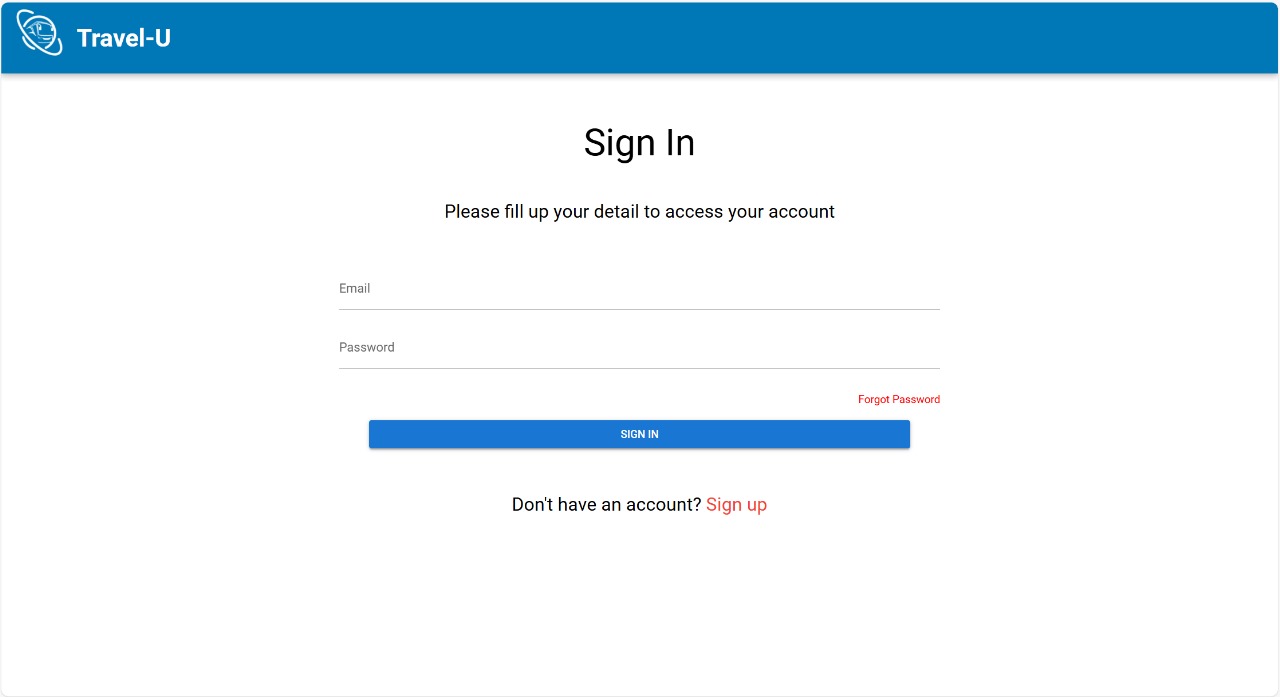 Travel-U
Sign In
Please fill up your detail to access your account
Email
Password
Forgot Password
SIGN IN
Don't have an account? Sign up